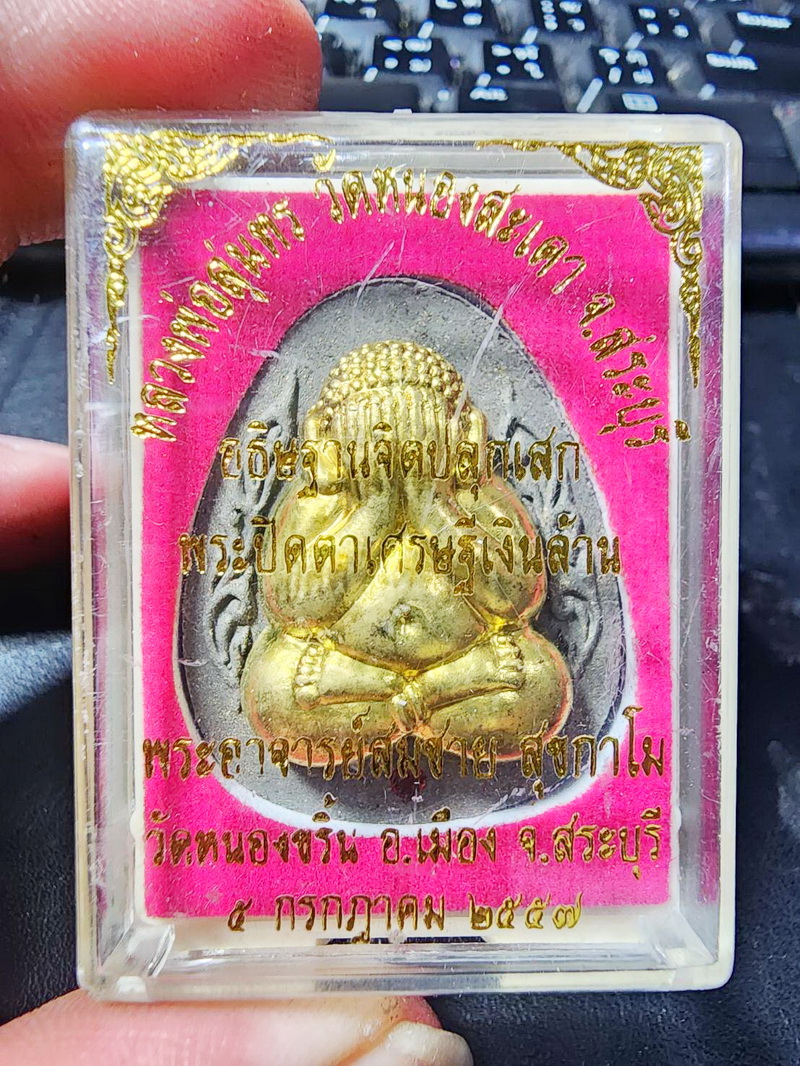 หลวงพ่อสุนทร วัดหนองสะเดา จ.สระบุรี
อธิษฐานจิตปลุกเสก
พระปิดตาเศรษฐีเงินล้าน
พระอาจารย์สมชาย สุขกาโม
วัดหนองขริ้น อ.เมือง จ.สระบุรี
๕ กรกฎาคม ๒๕๕๗